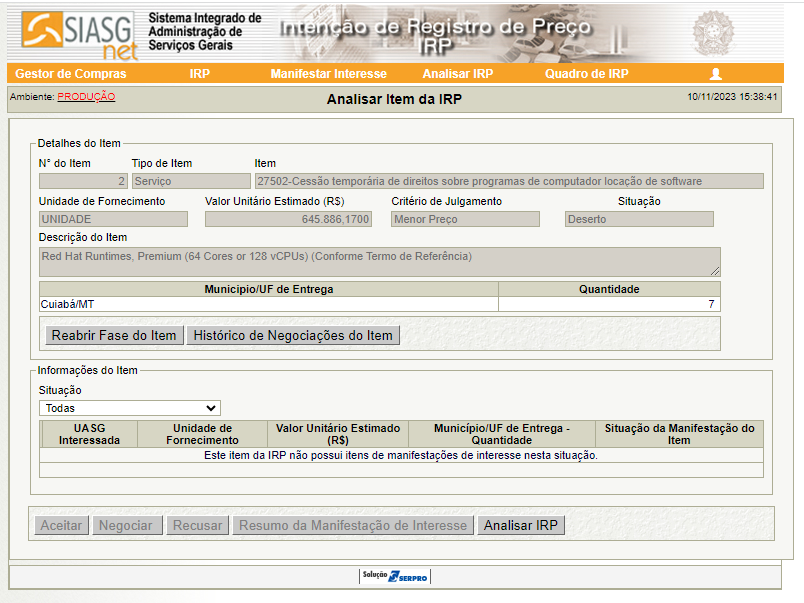 SIASG net
Sistema Integrado de
Administração de
Serviços Gerais
Intenção de Registro de Preço
IRP
Gestor de Compras IRP Manifestar Interesse Analisar IRP Quadro de IRP
Ambiente: PRODUÇÃO Analisar Item da IRP 10/11/2023 15:38:41
Detalhes do Item
N° do Item Tipo de Item Item
2 Serviço 27502-Cessão temporária de direitos sobre programas de computador locação de software
Unidade de Fornecimento Valor Unitário Estimado (R$) Critério de Julgamento Situação
UNIDADE 645.886,1700 Menor Preço Deserto
Descrição do Item
Red Hat Runtimes, Premium (64 Cores or 128 vCPUs) (Conforme Termo de Referência)
Municipio/UF de Entrega Quantidade
Cuiabá/MT 7
Reabrir Fase do Item Histórico de Negociações do Item
Informações do Item
Situação
Todas
UASG Interessada Unidade de Fornecimento Valor Unitário Estimado (R$) Município/UF de Entrega - Quantidade Situação da Manifestação do Item
Este item da IRP não possui itens de manifestações de interesse nesta situação.
Aceitar Negociar Recusar Resumo da Manifestação de Interesse Analisar IRP
Solução SERPRO